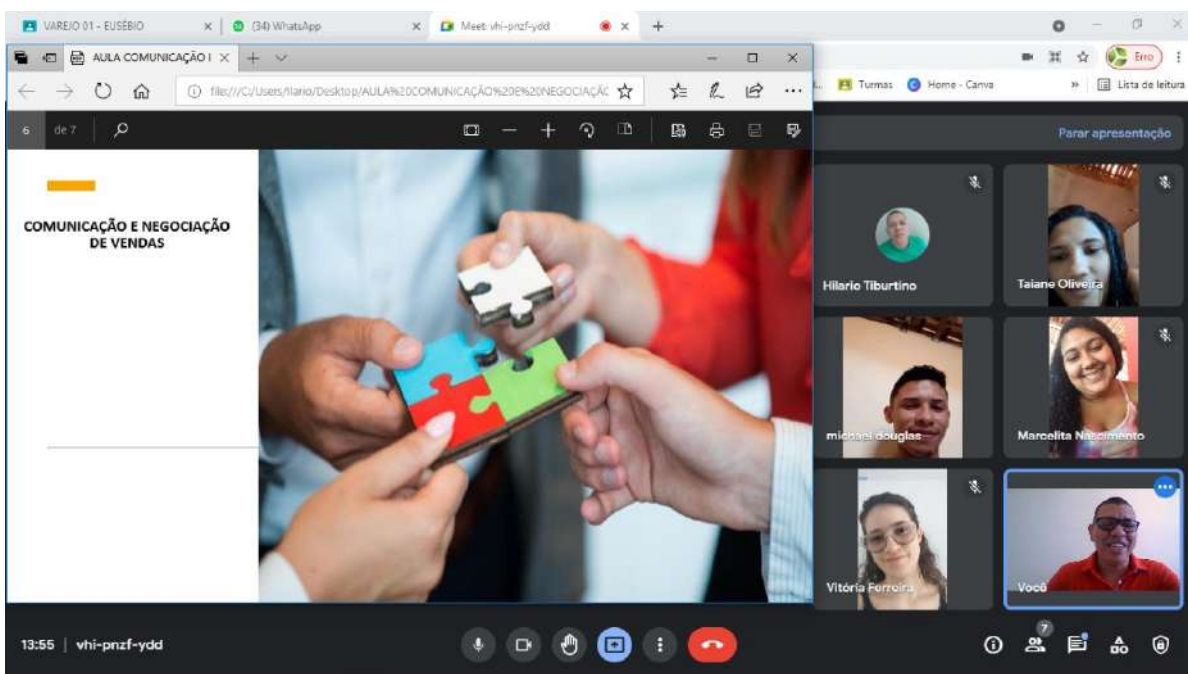 VAREJO 01 - EUSÉBIO
(34) WhatsApp
Meet: vhi-pnzf-ydd
AULA COMUNICAÇÃO
Erro
file:///C:/Users/Ilario/Desktop/AULA%20COMUNICAÇÃO%20E%20NEGOCIAÇÃC
Turmas
Home - Canva
»
Lista de leitura
6 de 7
Parar apresentação
COMUNICAÇÃO E NEGOCIAÇÃO
DE VENDAS
Hilario Tiburtino
Taiane Oliveira
michael douglas
Marcelita Nascimento
Vitória Ferreira
Você
13:55 | vhi-pnzf-ydd
7